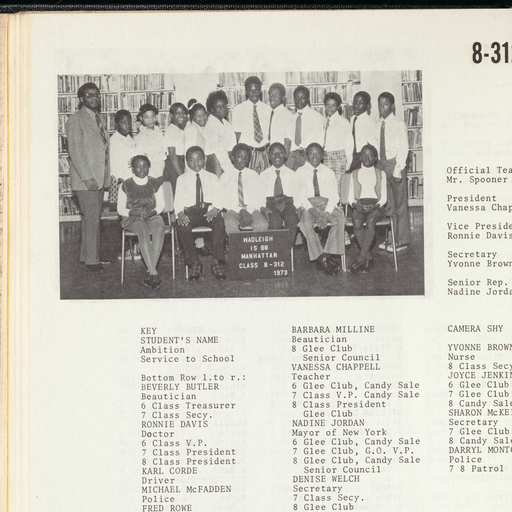 8-312
WADLEIGH
IS 88
MANHATTAN
CLASS 8-312
1973
Official Tea
Mr. Spooner
President
Vanessa Chap
Vice Preside
Ronnie Davis
Secretary
Yvonne Brown
Senior Rep.
Nadine Jorda
KEY
STUDENT'S NAME
Ambition
Service to School
Bottom Row l.to r.:
BEVERLY BUTLER
Beautician
6 Class Treasurer
7 Class Secy.
RONNIE DAVIS
Doctor
6 Class V.P.
7 Class President
8 Class President
KARL CORDE
Driver
MICHAEL McFADDEN
Police
FRED ROWE
BARBARA MILLINE
Beautician
8 Glee Club
Senior Council
VANESSA CHAPPELL
Teacher
6 Glee Club, Candy Sale
7 Class V.P. Candy Sale
8 Class President
Glee Club
NADINE JORDAN
Mayor of New York
6 Glee Club, Candy Sale
7 Glee Club, G.O. V.P.
8 Glee Club, Candy Sale
Senior Council
DENISE WELCH
Secretary
7 Class Secy.
8 Glee Club
CAMERA SHY
YVONNE BROWN
Nurse
8 Class Secy
JOYCE JENKIN
6 Glee Club
7 Glee Club
8 Candy Sale
SHARON McKE
Secretary
7 Glee Club
8 Candy Sale
DARRYL MONTG
Police
7 8 Patrol